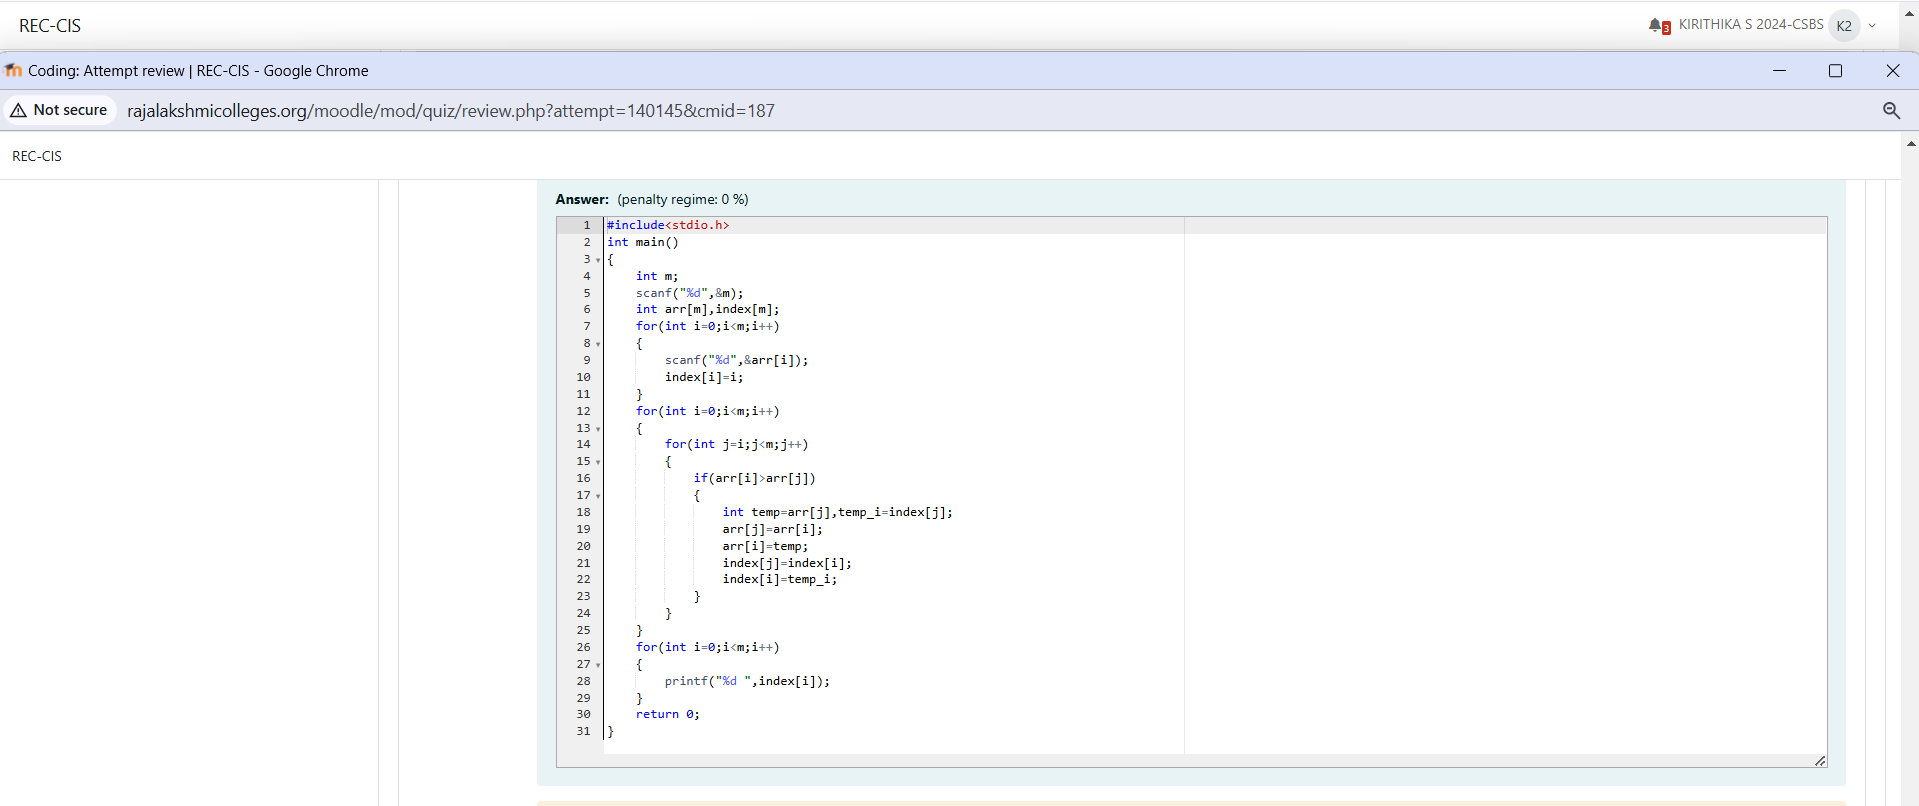 REC-CIS
3 KIRITHIKA S 2024-CSBS K2
Coding: Attempt review | REC-CIS - Google Chrome
Not secure rajalakshmicolleges.org/moodle/mod/quiz/review.php?attempt=140145&cmid=187
REC-CIS
Answer: (penalty regime: 0 %)
1 #include<stdio.h>
2 int main()
3 {
4 int m;
5 scanf("%d",&m);
6 int arr[m],index[m];
7 for(int i=0;i<m;i++)
8 {
9 scanf("%d",&arr[i]);
10 index[i]=i;
11 }
12 for(int i=0;i<m;i++)
13 {
14 for(int j=i;j<m;j++)
15 {
16 if(arr[i]>arr[j])
17 {
18 int temp=arr[j],temp_i=index[j];
19 arr[j]=arr[i];
20 arr[i]=temp;
21 index[j]=index[i];
22 index[i]=temp_i;
23 }
24 }
25 }
26 for(int i=0;i<m;i++)
27 {
28 printf("%d ",index[i]);
29 }
30 return 0;
31 }